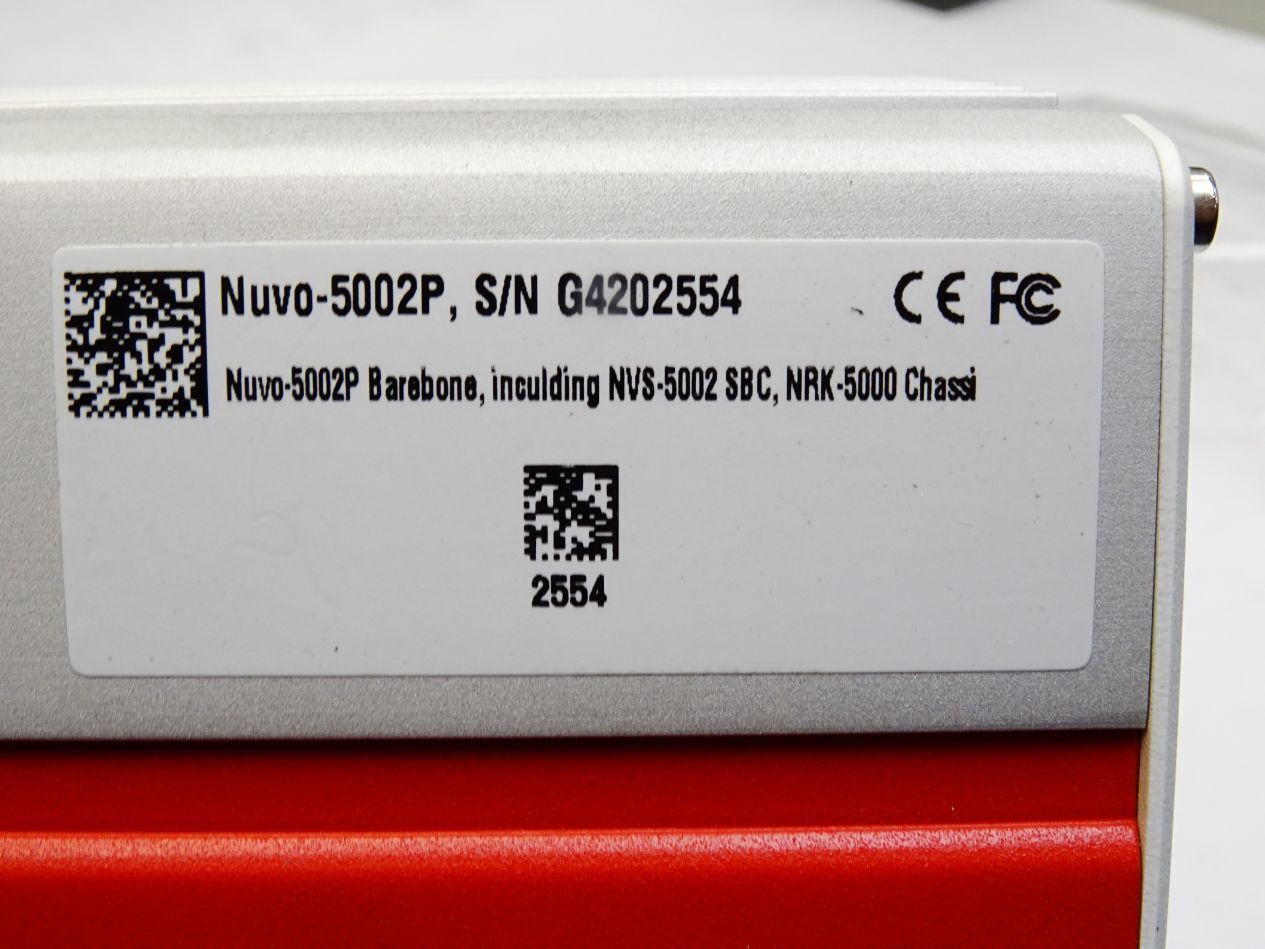 Nuvo-5002P, S/N G4202554 CE FC
Nuvo-5002P Barebone, inculding NVS-5002 SBC, NRK-5000 Chassi
2554